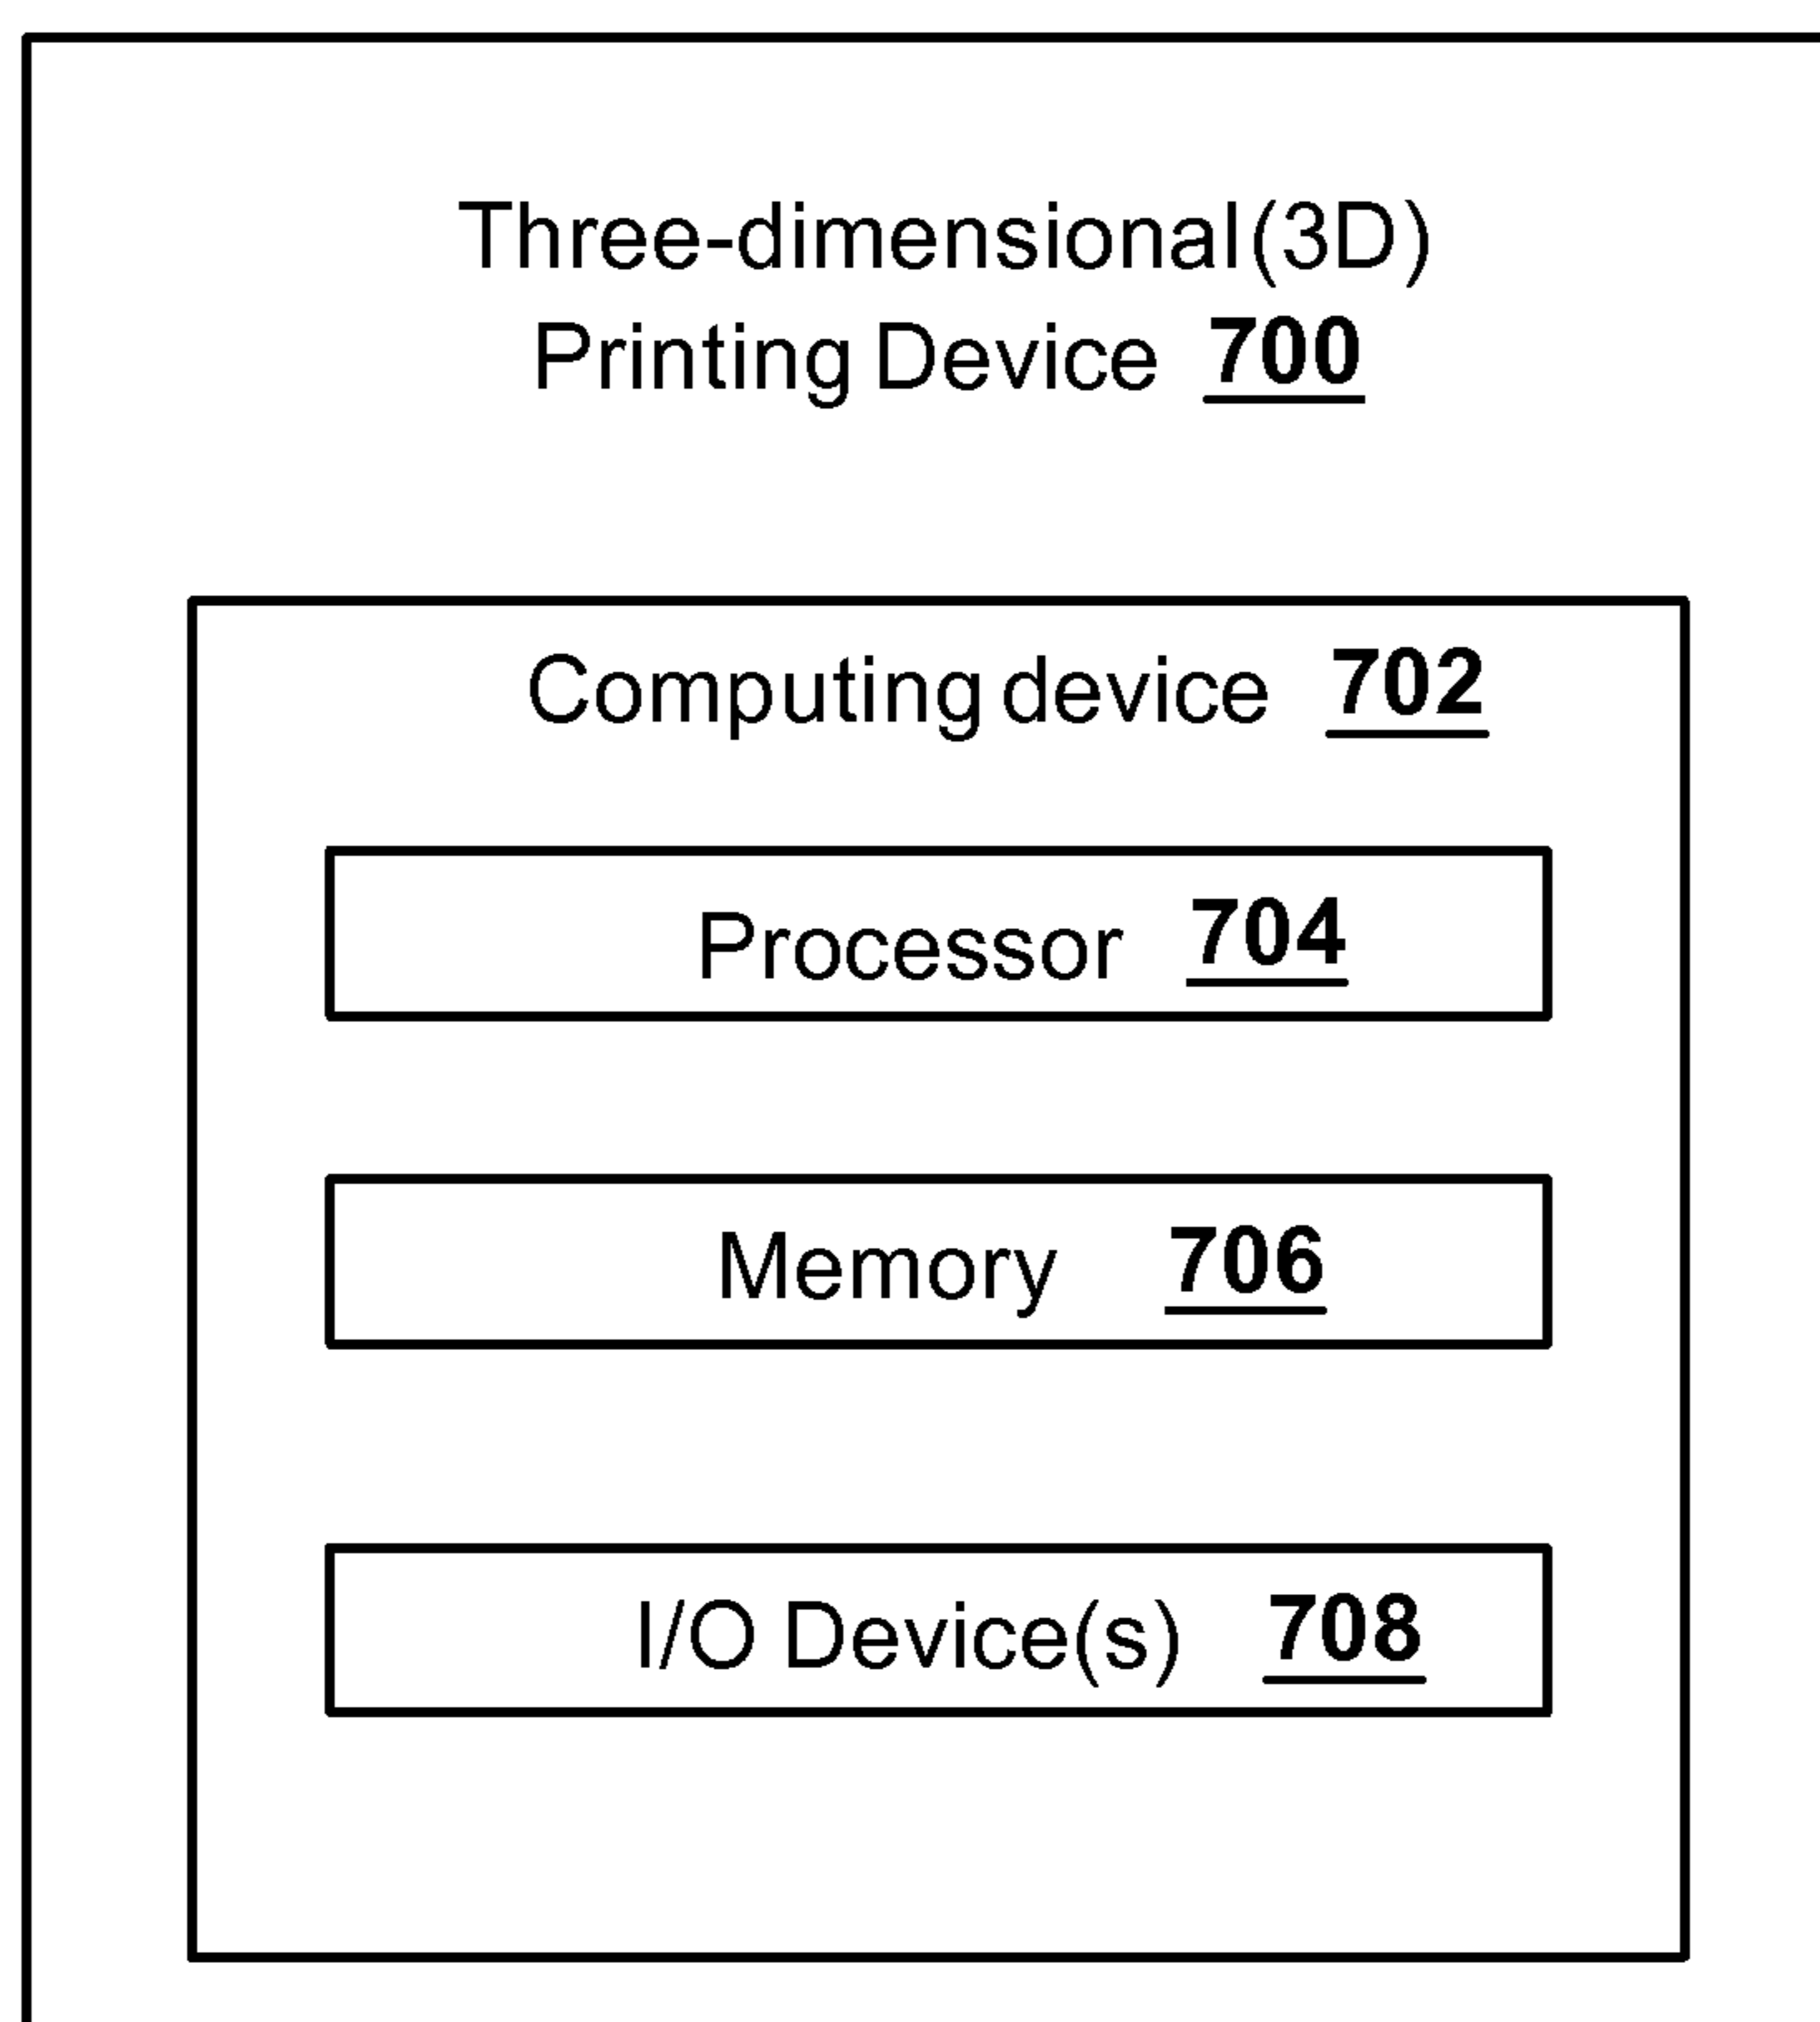 Three-dimensional (3D)
Printing Device 700
Computing device 702
Processor 704
Memory 706
I/O Device(s) 708